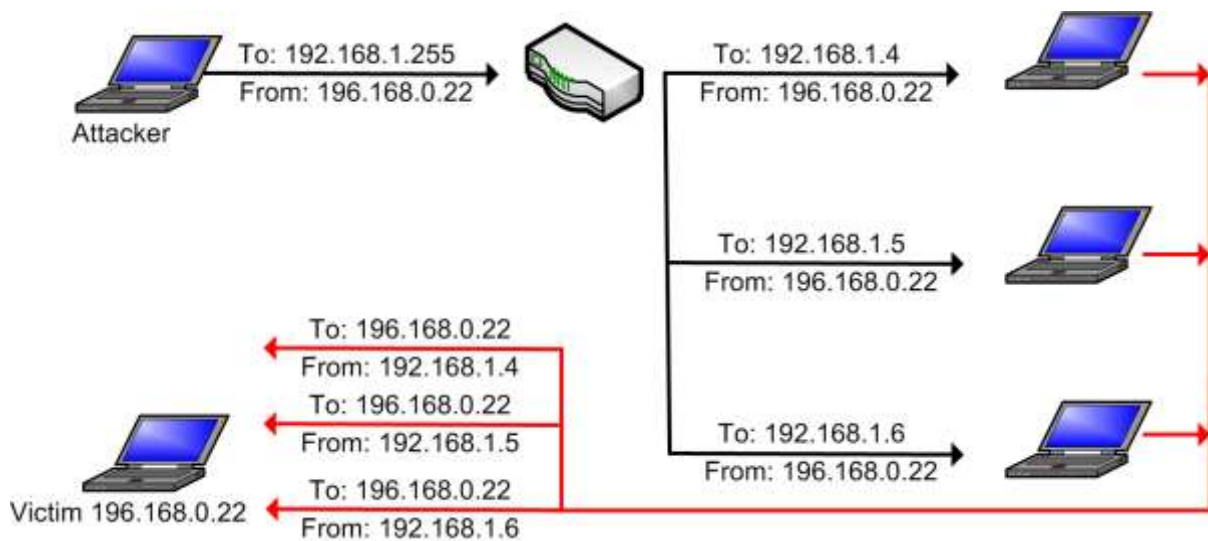 To: 192.168.1.255
From: 196.168.0.22
Attacker
To: 192.168.1.4
From: 196.168.0.22
To: 192.168.1.5
From: 196.168.0.22
To: 192.168.1.6
From: 196.168.0.22
To: 196.168.0.22
From: 192.168.1.4
To: 196.168.0.22
From: 192.168.1.5
To: 196.168.0.22
From: 192.168.1.6
Victim 196.168.0.22